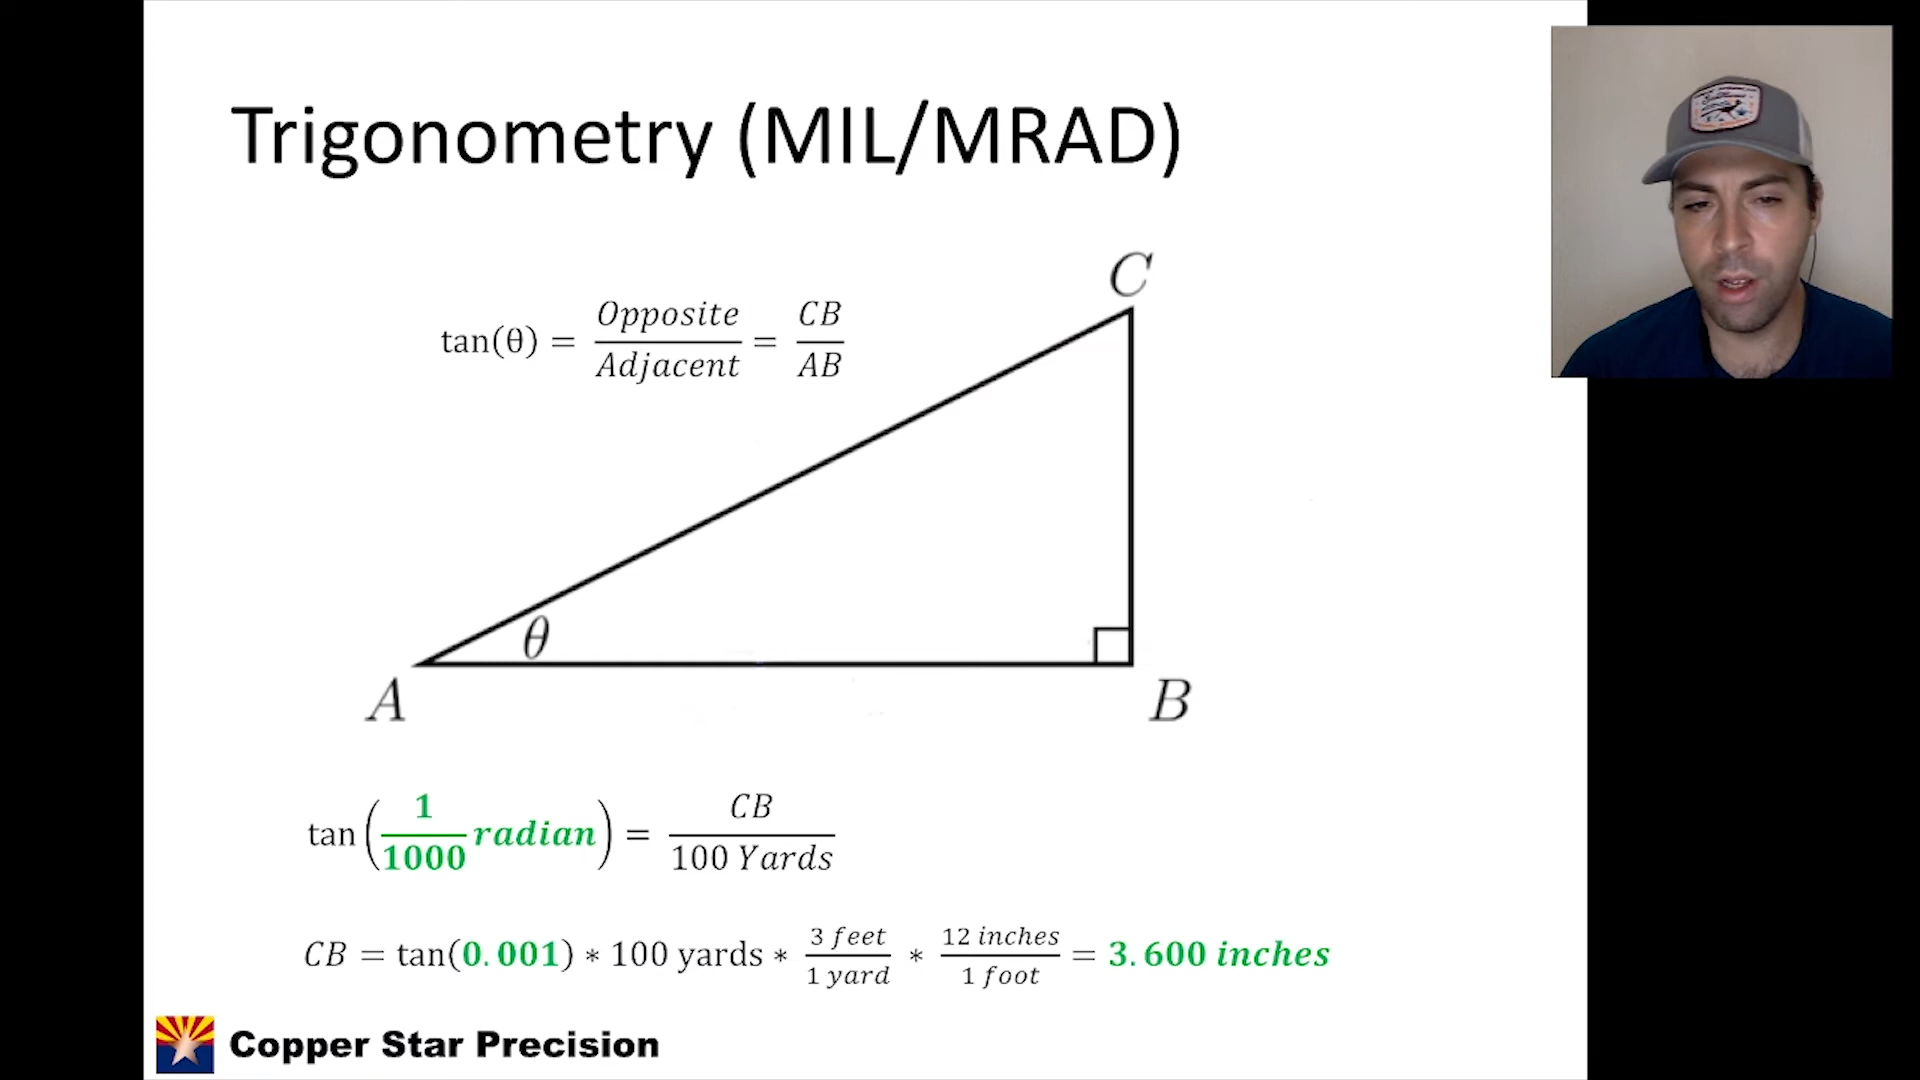 Trigonometry (MIL/MRAD)
C
tan(θ) = Opposite / Adjacent = CB / AB
θ
A
B
tan(1/1000 radian) = CB / 100 Yards
CB = tan(0.001) * 100 yards * 3 feet / 1 yard * 12 inches / 1 foot = 3.600 inches
Copper Star Precision